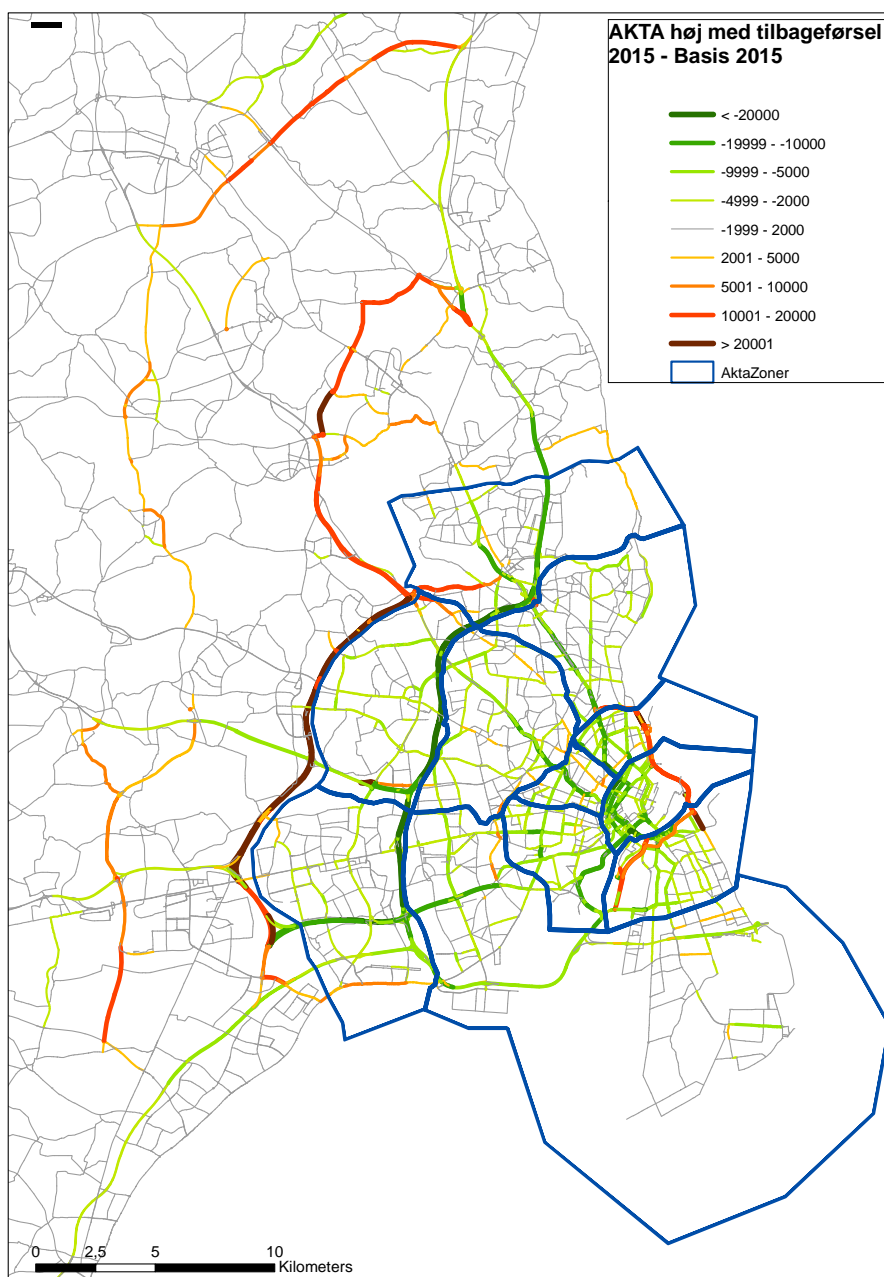 AKTA høj med tilbageførsel
2015 - Basis 2015
< -20000
-19999 - -10000
-9999 - -5000
-4999 - -2000
-1999 - 2000
2001 - 5000
5001 - 10000
10001 - 20000
> 20001
AktaZoner
0 2,5 5 10
Kilometers